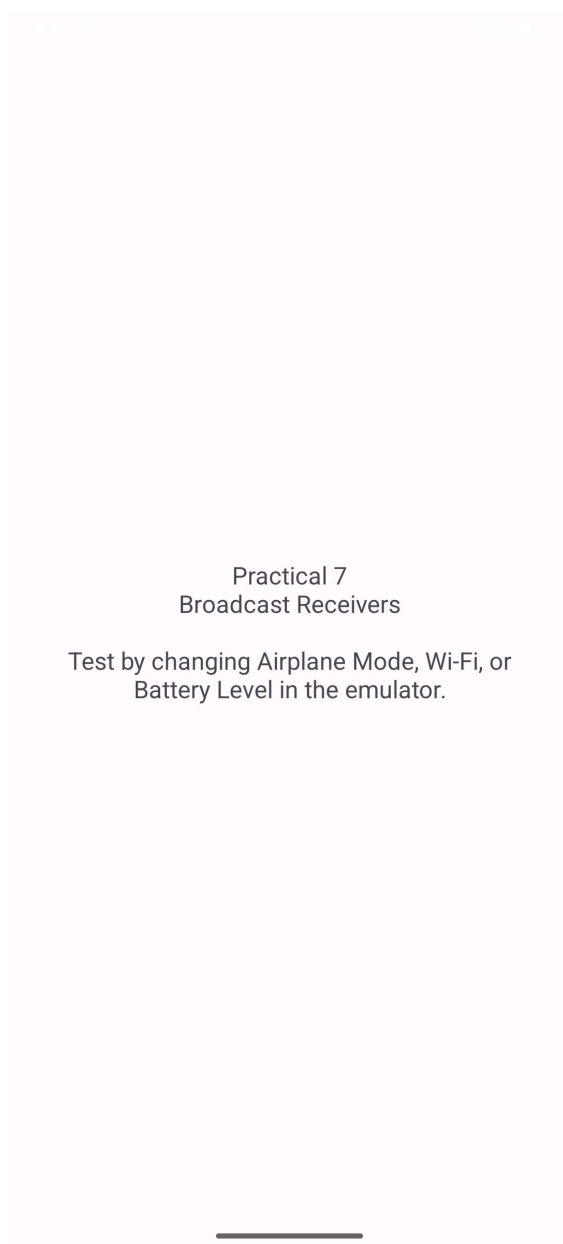 Practical 7
Broadcast Receivers
Test by changing Airplane Mode, Wi-Fi, or
Battery Level in the emulator.